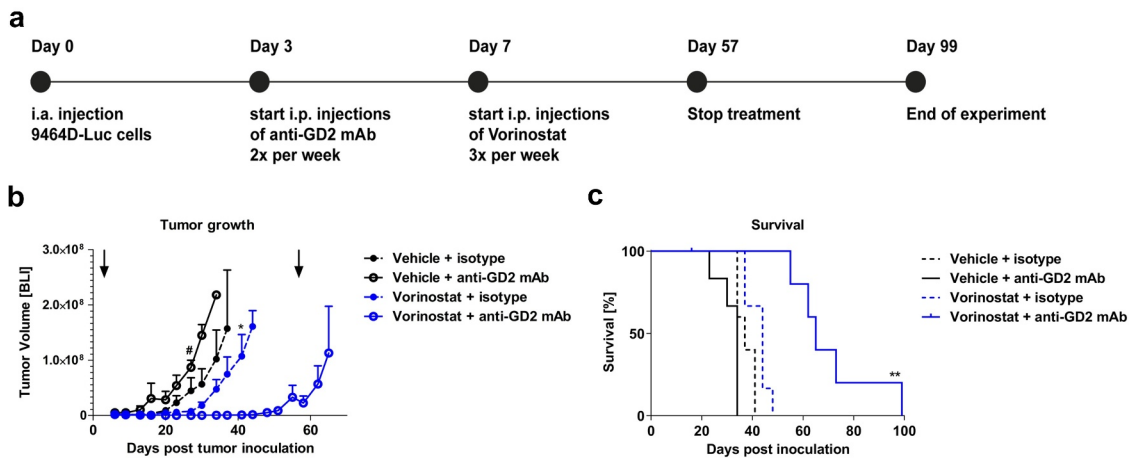 a
Day 0
Day 3
Day 7
Day 57
Day 99
i.a. injection
9464D-Luc cells
start i.p. injections
of anti-GD2 mAb
2x per week
start i.p. injections
of Vorinostat
3x per week
Stop treatment
End of experiment
b
Tumor growth
Tumor Volume [BLI]
3.0×10⁸
2.0×10⁸
1.0×10⁸
0
#
*
0 20 40 60
Days post tumor inoculation
Vehicle + isotype
Vehicle + anti-GD2 mAb
Vorinostat + isotype
Vorinostat + anti-GD2 mAb
c
Survival
Survival [%]
100
50
0
**
0 20 40 60 80 100
Days post inoculation
Vehicle + isotype
Vehicle + anti-GD2 mAb
Vorinostat + isotype
Vorinostat + anti-GD2 mAb